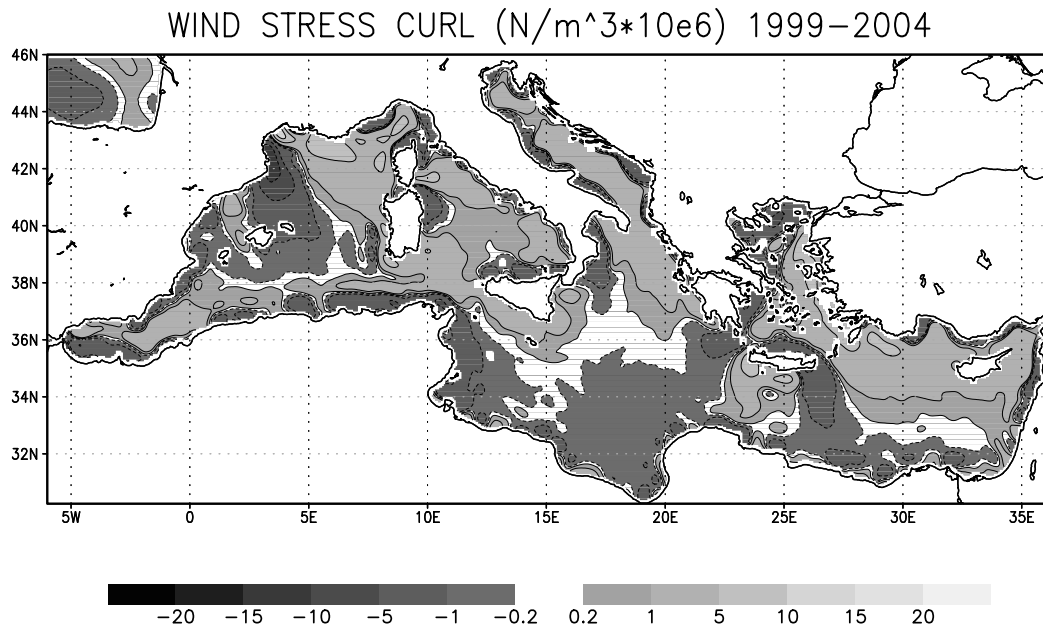 WIND STRESS CURL (N/m^3*10e6) 1999−2004
46N
44N
42N
40N
38N
36N
34N
32N
5W 0 5E 10E 15E 20E 25E 30E 35E
−20 −15 −10 −5 −1 −0.2 0.2 1 5 10 15 20